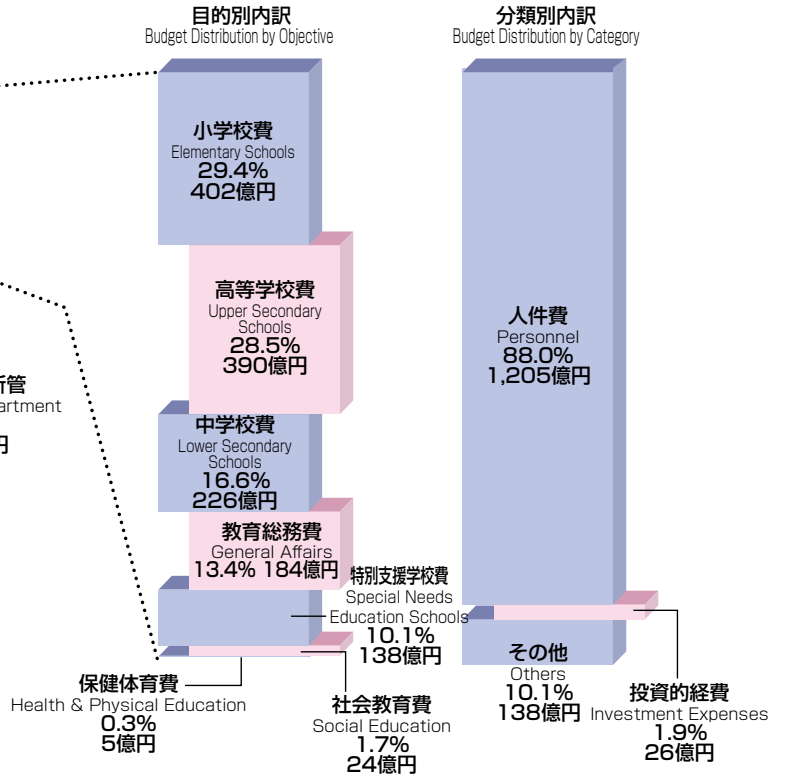 目的別内訳
Budget Distribution by Objective
小学校費
Elementary Schools
29.4%
402億円
高等学校費
Upper Secondary
Schools
28.5%
390億円
中学校費
Lower Secondary
Schools
16.6%
226億円
教育総務費
General Affairs
13.4% 184億円
特別支援学校費
Special Needs
Education Schools
10.1%
138億円
保健体育費
Health & Physical Education
0.3%
5億円
社会教育費
Social Education
1.7%
24億円
分類別内訳
Budget Distribution by Category
人件費
Personnel
88.0%
1,205億円
その他
Others
10.1%
138億円
投資的経費
Investment Expenses
1.9%
26億円
管
artment
円